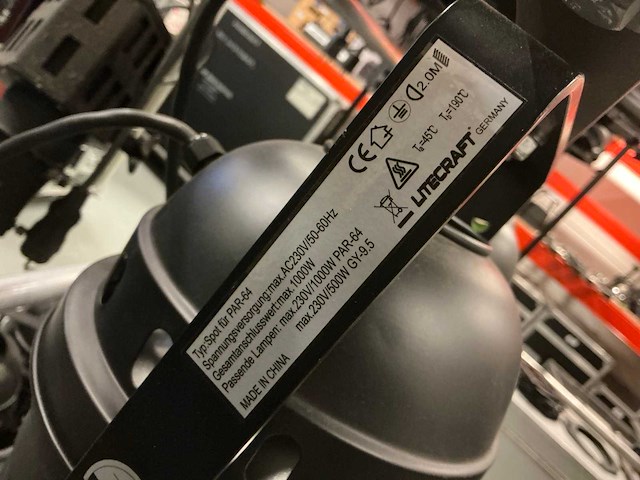 Typ:Spot für PAR-64
Spannungsversorgung:max.AC230V/50-60Hz
Gesamtanschlusswert:max.1000W
Passende Lampen: max.230V/1000W PAR-64
max.230V/500W GY-9.5
MADE IN CHINA
CE
2.0M
Ta=45℃ TB=190℃
LITECRAFT GERMANY